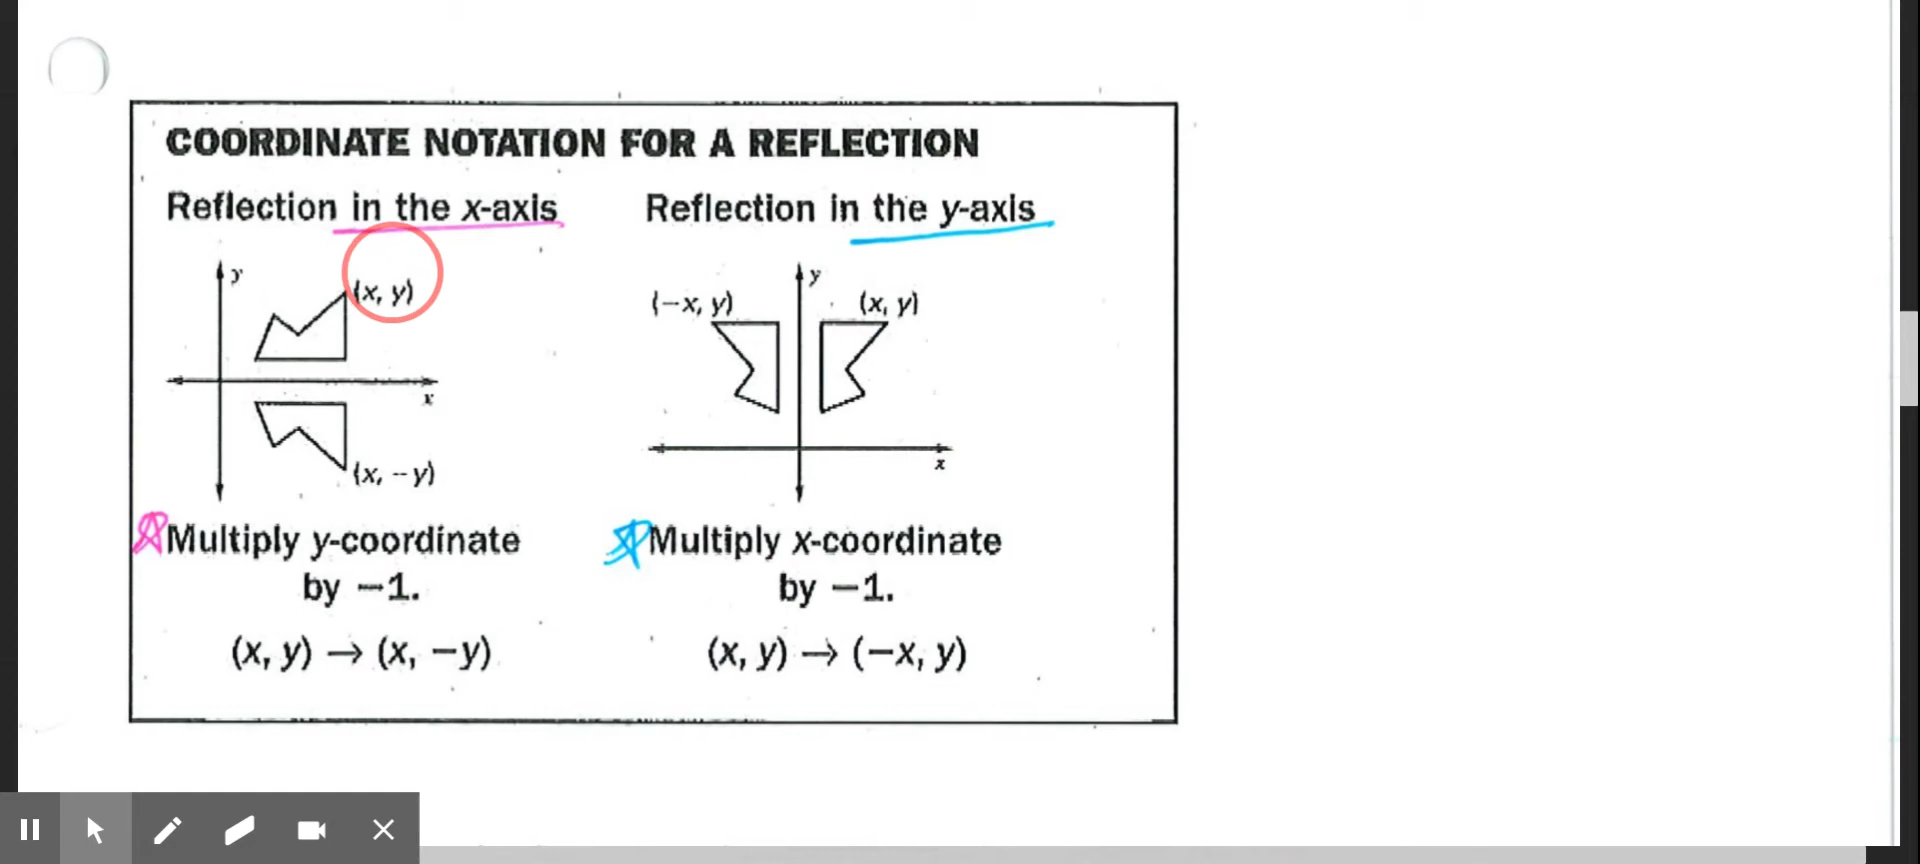 COORDINATE NOTATION FOR A REFLECTION
Reflection in the x-axis
y
(x, y)
x
(x, -y)
Multiply y-coordinate
by −1.
(x, y) → (x, −y)
Reflection in the y-axis
y
(−x, y)
(x, y)
x
Multiply x-coordinate
by −1.
(x, y) → (−x, y)